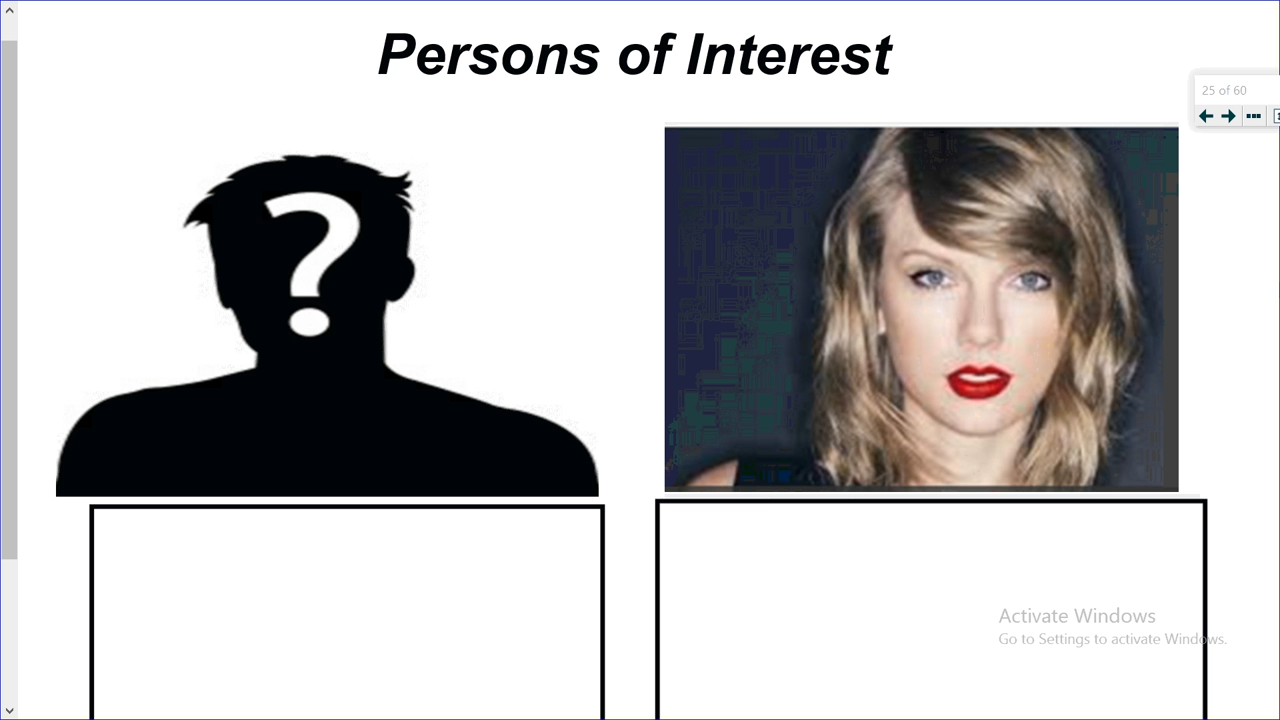 Persons of Interest
25 of 60
?
Activate Windows
Go to Settings to activate Windows.